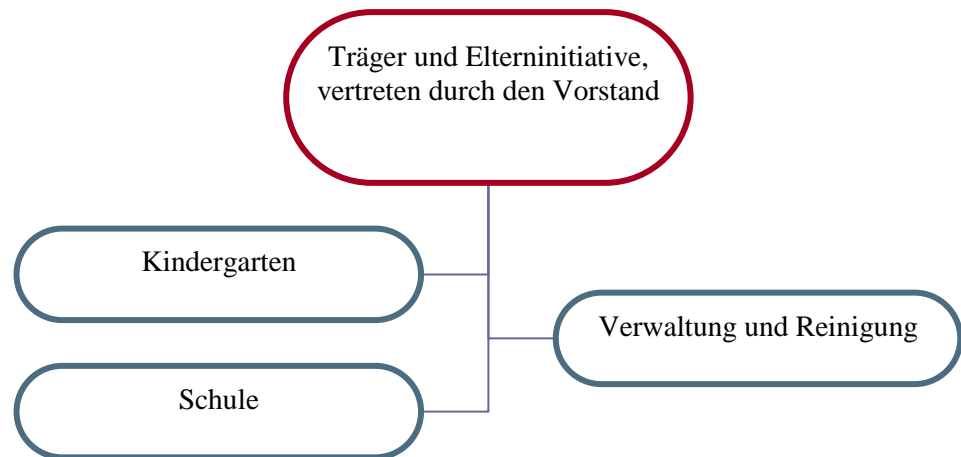 Träger und Elterninitiative,
vertreten durch den Vorstand
Kindergarten
Verwaltung und Reinigung
Schule